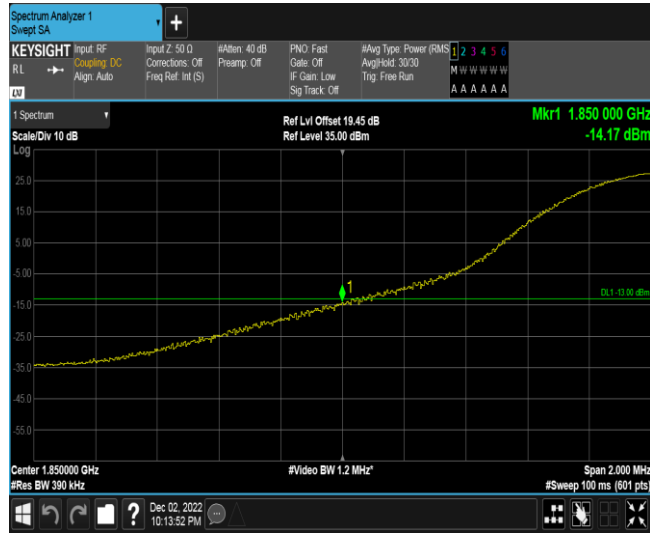 Spectrum Analyzer 1
Swept SA
+
KEYSIGHT
RL
LXI
Input: RF
Coupling: DC
Align: Auto
Input Z: 50 Ω
Corrections: Off
Freq Ref: Int (S)
#Atten: 40 dB
Preamp: Off
PNO: Fast
Gate: Off
IF Gain: Low
Sig Track: Off
#Avg Type: Power (RMS
Avg|Hold: 30/30
Trig: Free Run
1 2 3 4 5 6
M W W W W W
A A A A A A
1 Spectrum
Scale/Div 10 dB
Log
Ref Lvl Offset 19.45 dB
Ref Level 35.00 dBm
Mkr1 1.850 000 GHz
-14.17 dBm
25.0
15.0
5.00
-5.00
-15.0
-25.0
-35.0
-45.0
-55.0
1
DL1 -13.00 dBm
Center 1.850000 GHz
#Res BW 390 kHz
#Video BW 1.2 MHz*
Span 2.000 MHz
#Sweep 100 ms (601 pts)
?
Dec 02, 2022
10:13:52 PM